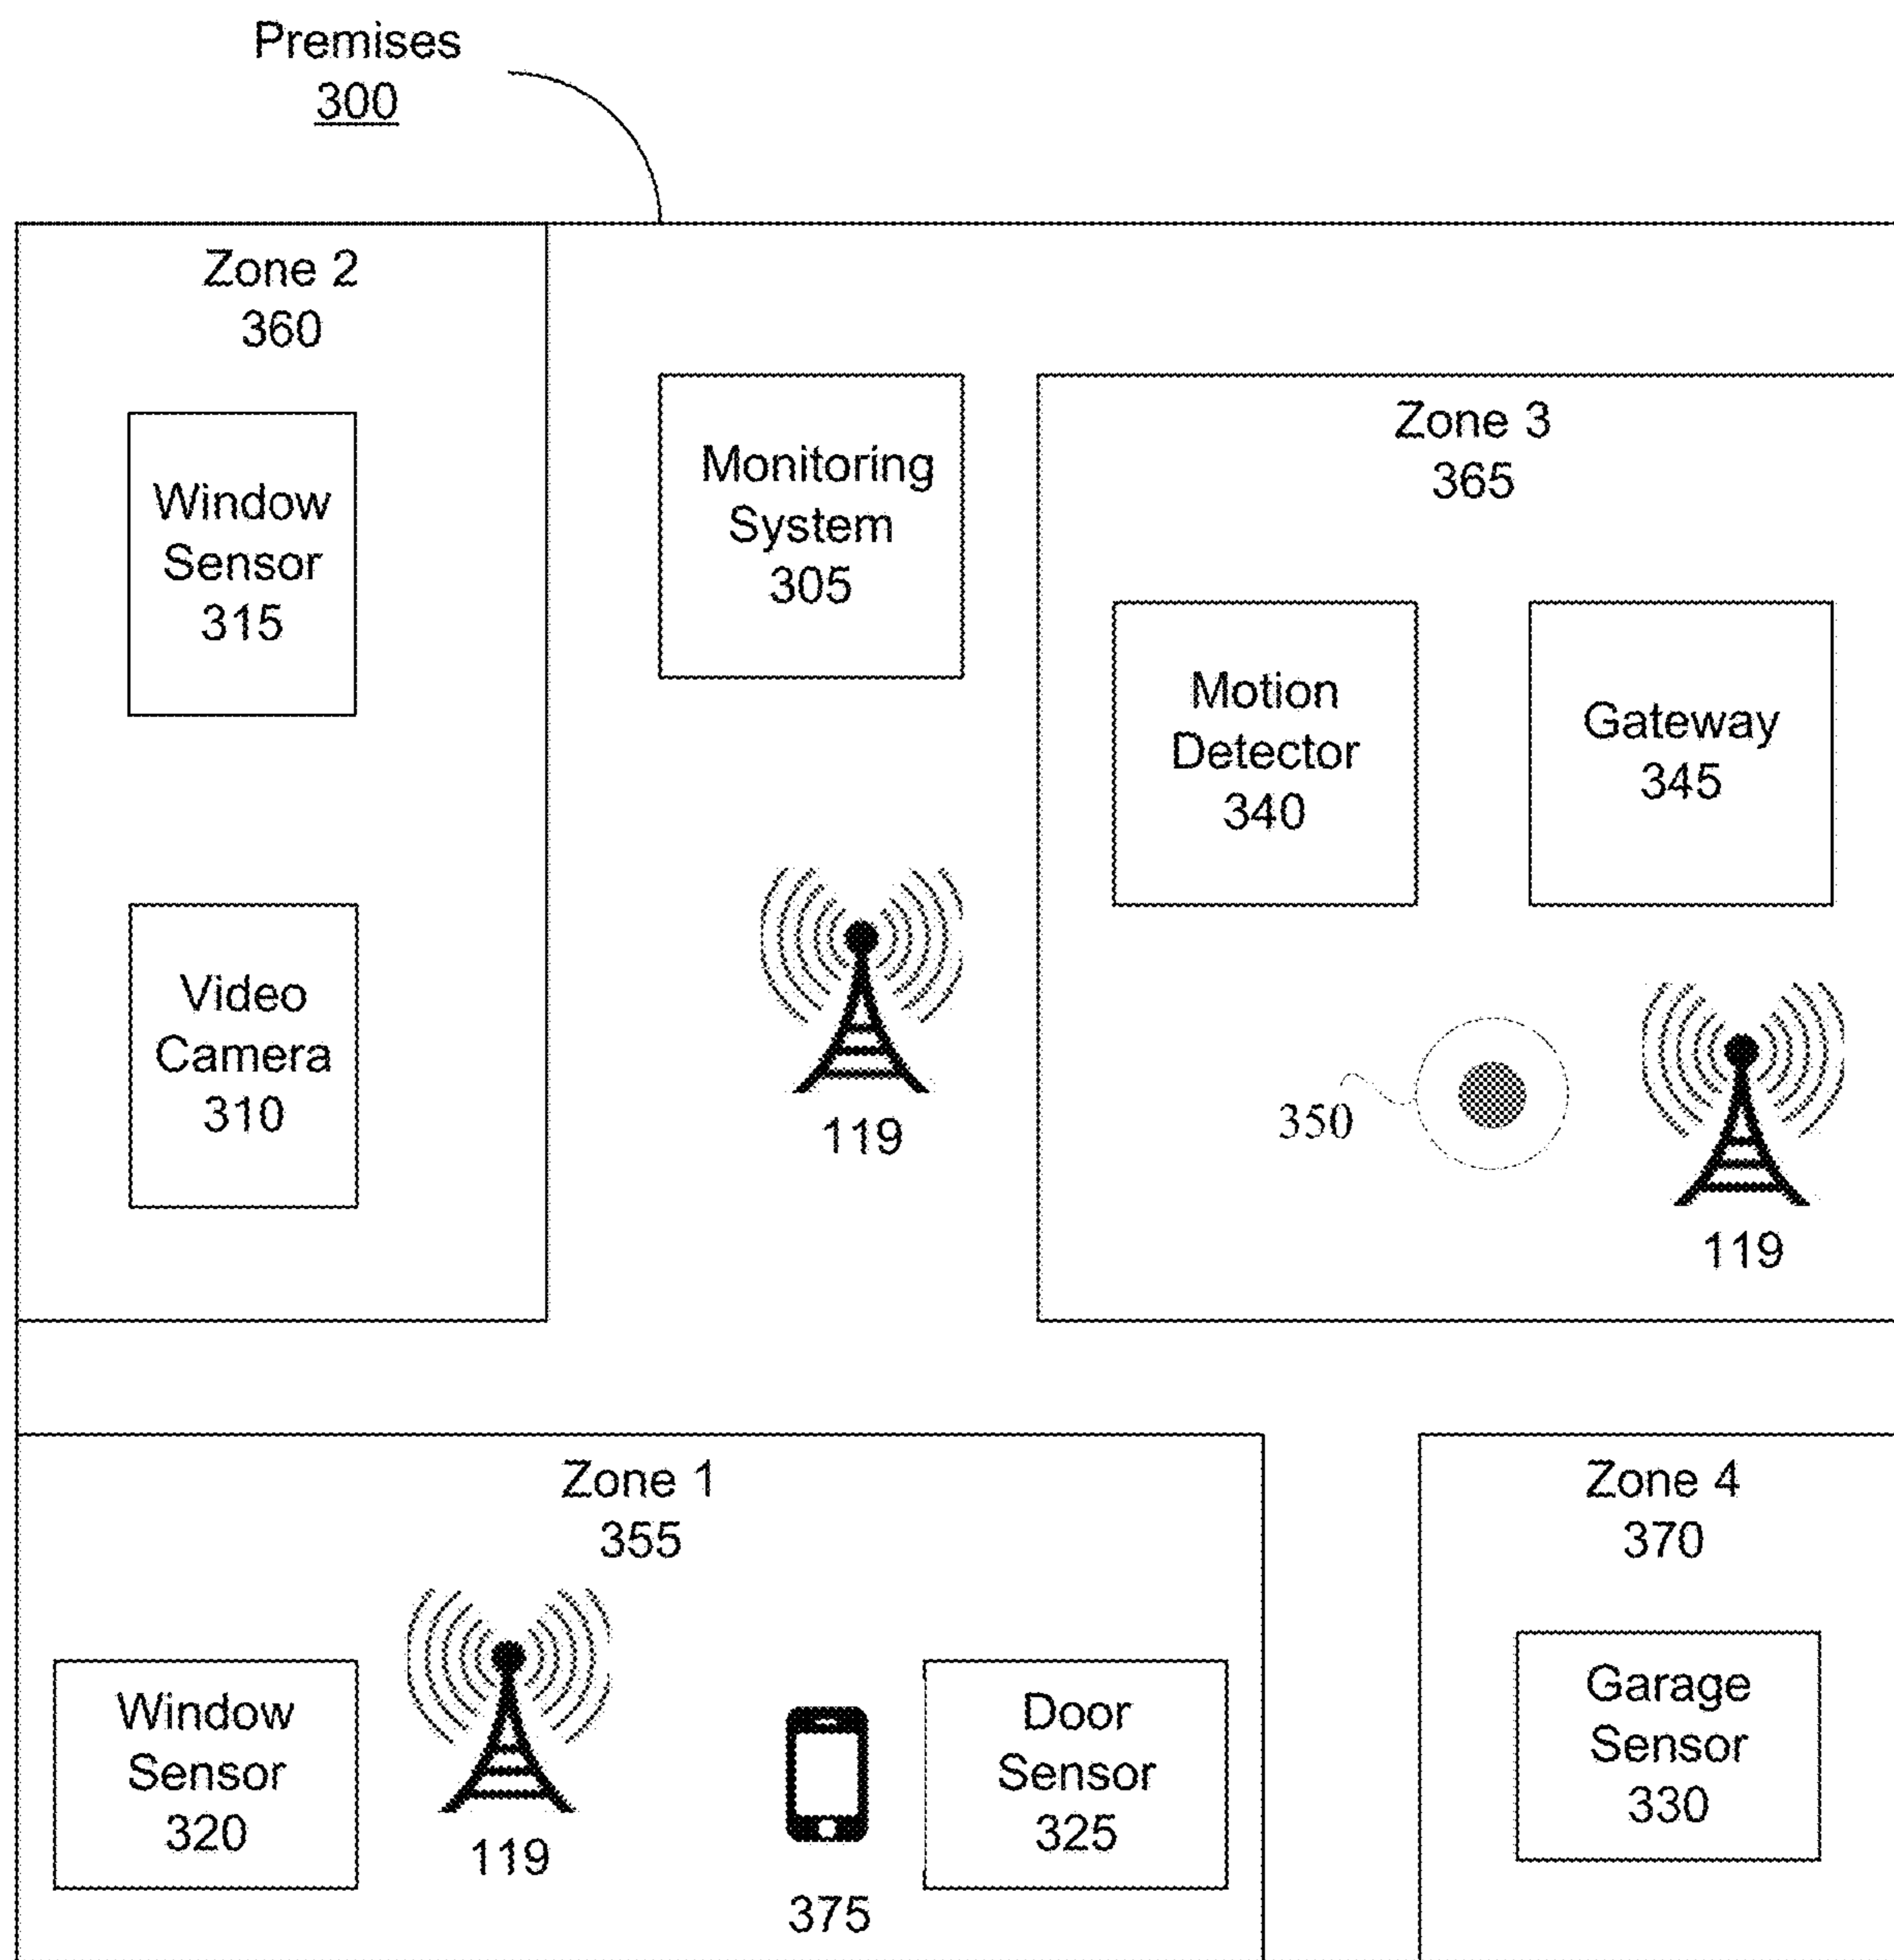 Premises
300
Zone 2
360
Window
Sensor
315
Video
Camera
310
Monitoring
System
305
119
Zone 3
365
Motion
Detector
340
Gateway
345
350
119
Zone 1
355
Window
Sensor
320
119
375
Door
Sensor
325
Zone 4
370
Garage
Sensor
330